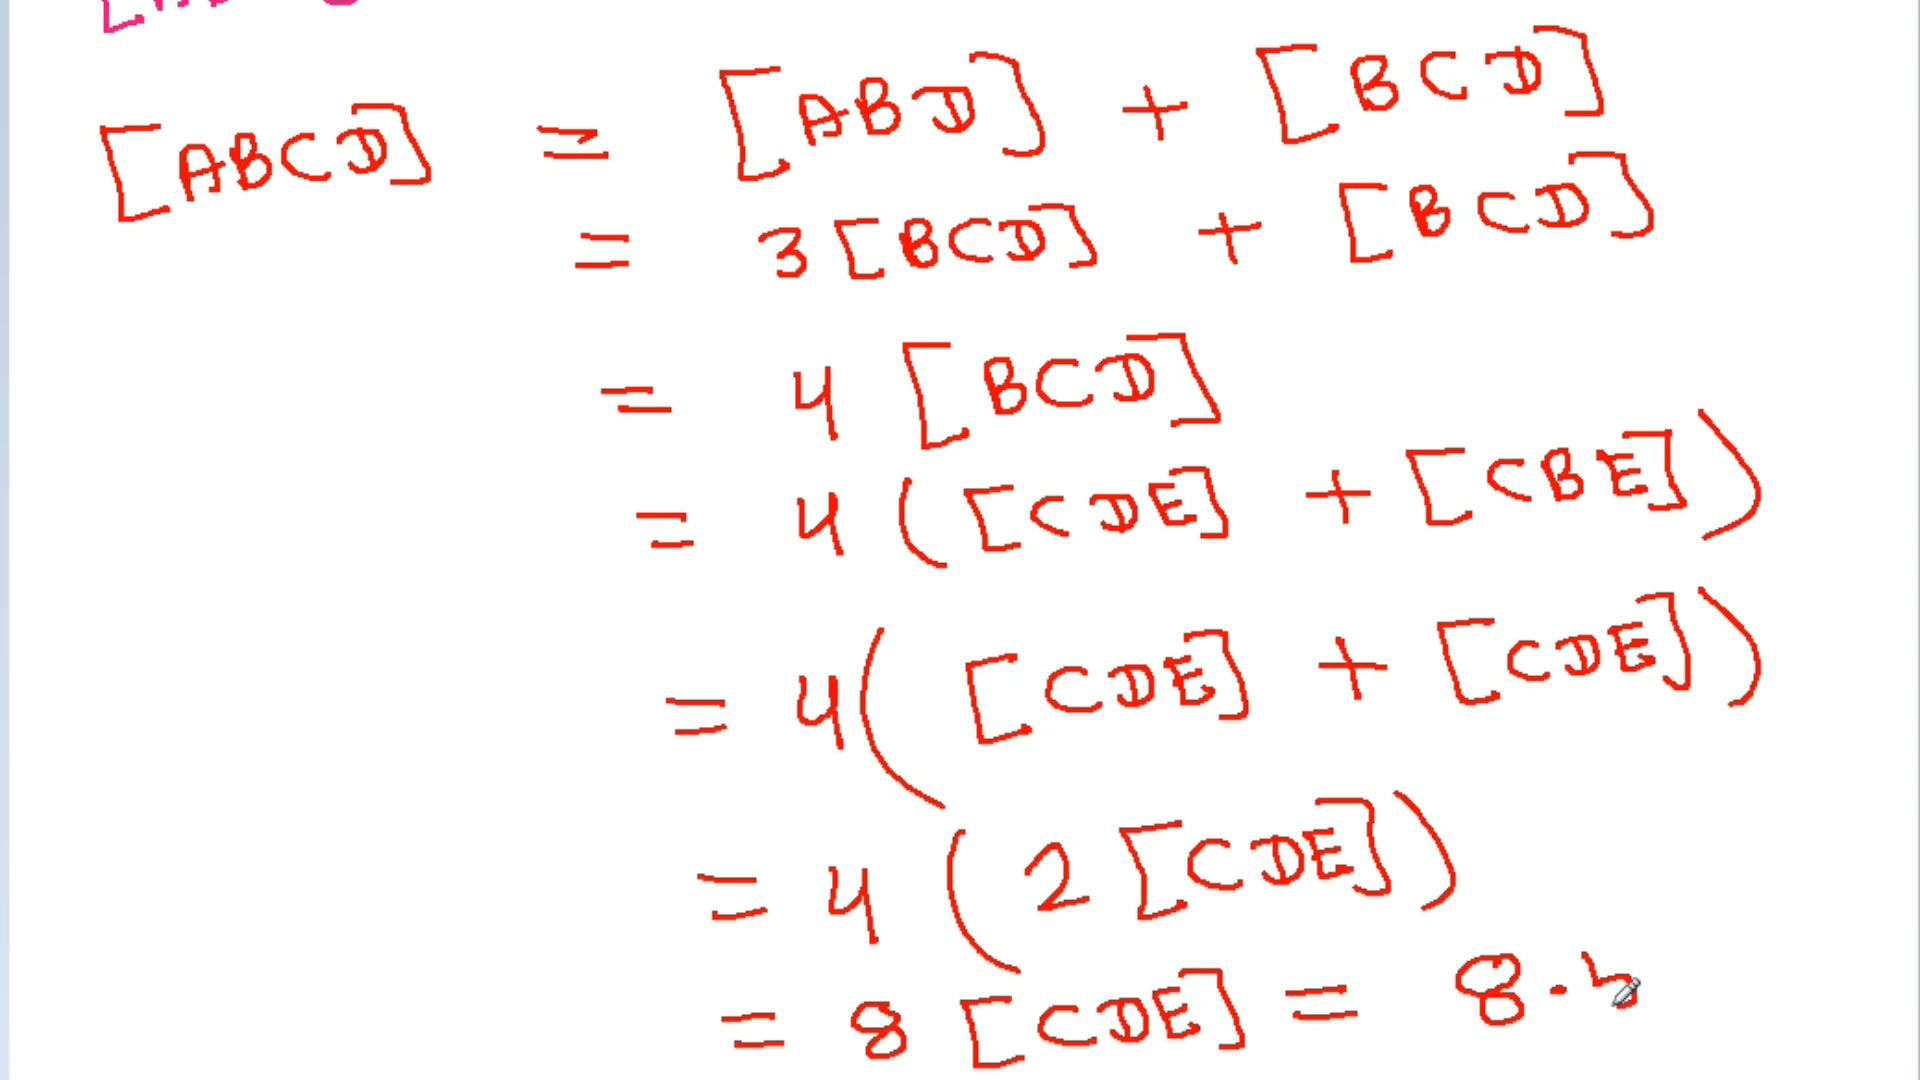 [ABCD] = [ABD] + [BCD]
= 3[BCD] + [BCD]
= 4 [BCD]
= 4([CDE] + [CBE])
= 4([CDE] + [CDE])
= 4(2[CDE])
= 8 [CDE] = 8.